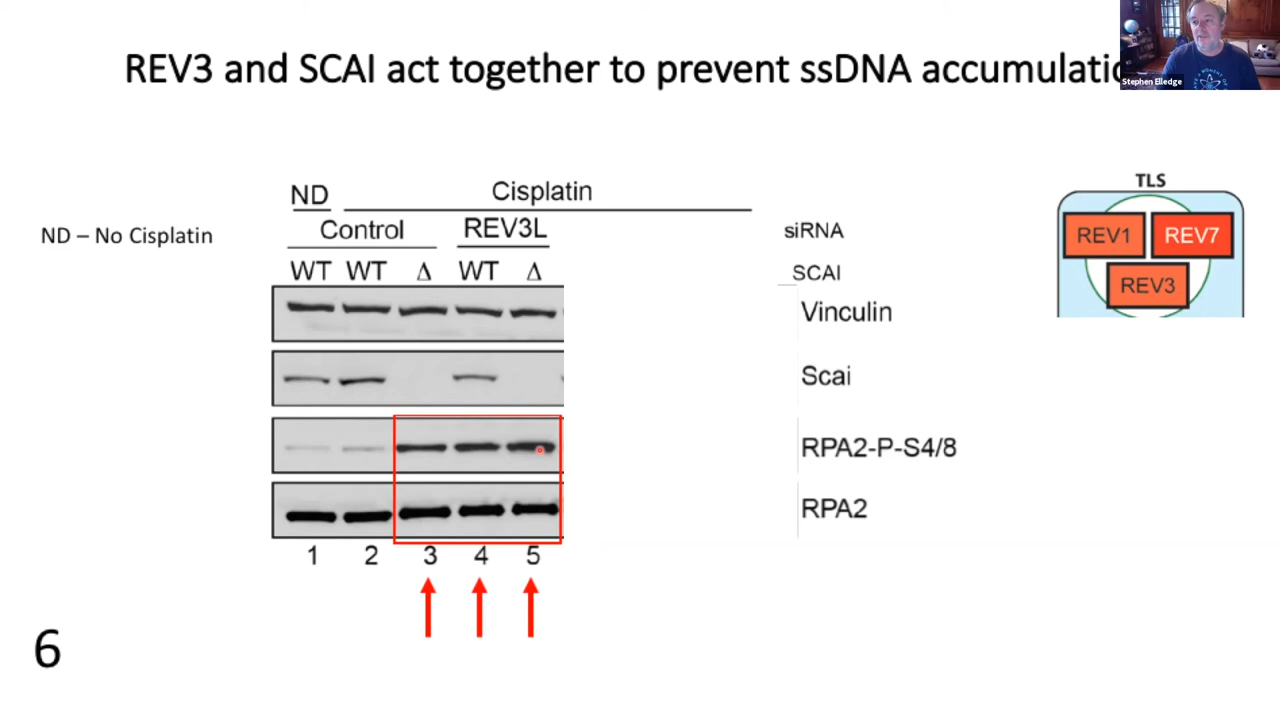 REV3 and SCAI act together to prevent ssDNA
Stephen Elledge
ND
Cisplatin
TLS
ND – No Cisplatin
Control
REV3L
siRNA
REV1
REV7
WT
WT
Δ
WT
Δ
SCAI
REV3
Vinculin
Scai
RPA2-P-S4/8
RPA2
1
2
3
4
5
6